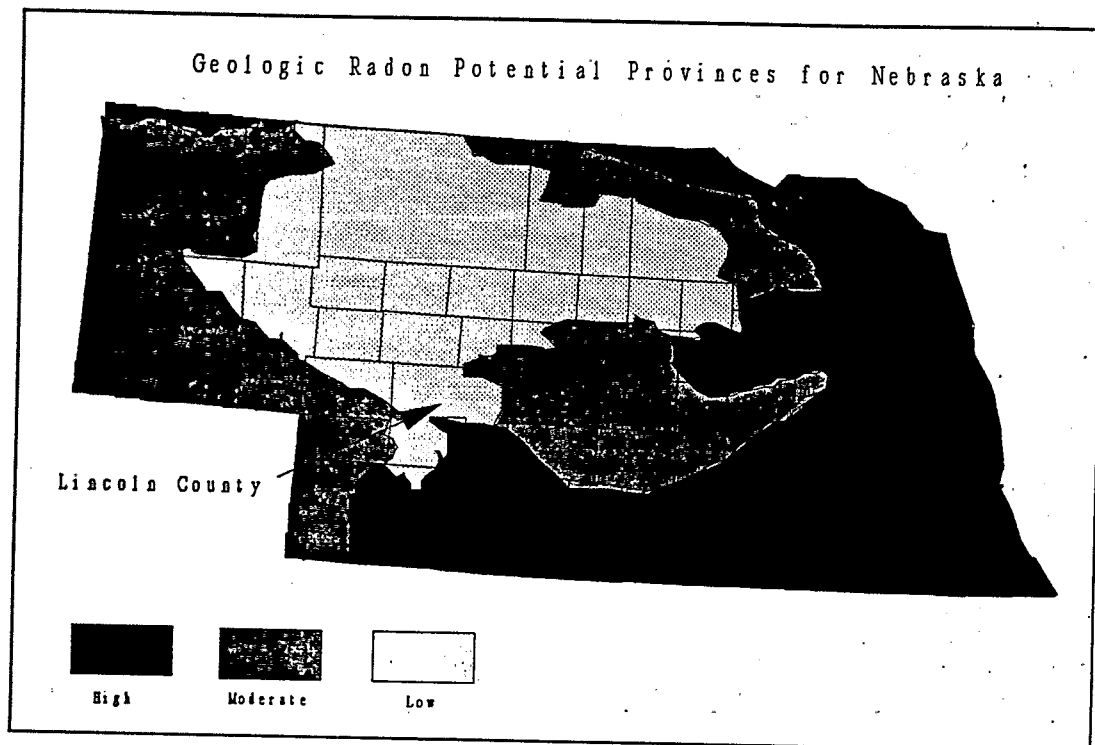 Geologic Radon Potential Provinces for Nebraska
Lincoln County
High Moderate Low